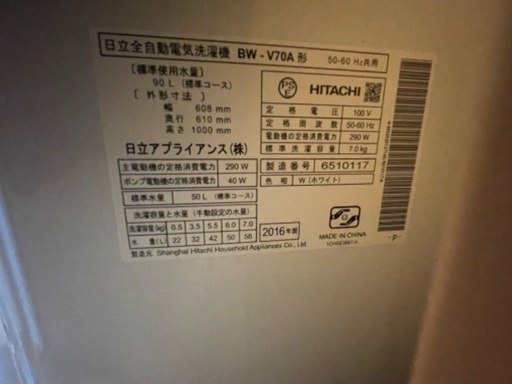 日立全自動電気洗濯機 BW-V70A 形 50-60 Hz共用
〔標準使用水量〕
90 L（標準コース）
〔 外形寸法 〕
幅 608 mm
奥行 610 mm
高さ 1000 mm
日立アプライアンス(株)
主電動機の定格消費電力 290 W
ポンプ電動機の定格消費電力 40 W
標準水量 50 L（標準コース）
洗濯容量と水量（手動設定の水量）
洗濯容量(kg) 0.5 3.5 5.5 6.0 7.0
水量(L) 22 32 42 50 58
製造元 Shanghai Hitachi Household Appliances Co., Ltd
PS
E
HITACHI
定格電圧 100 V
定格周波数 50-60 Hz
電動機の定格消費電力 290 W
標準洗濯容量 7.0 kg
製造番号 6510117
色柄 W（ホワイト）
2016年製
MADE IN CHINA
-P-